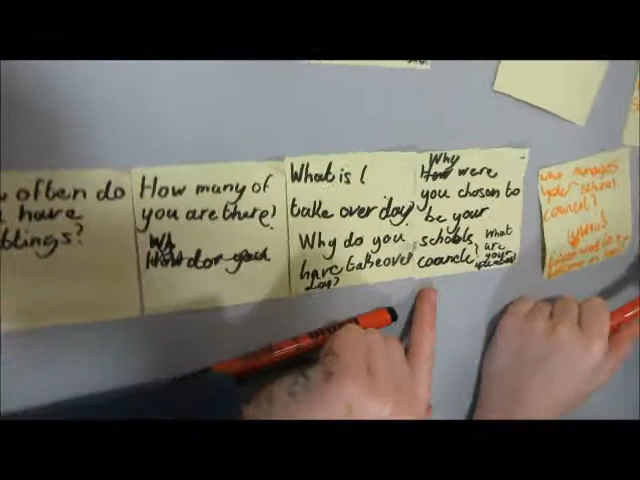 often do
have
ttings?
How many of
you are there?
What is (
take over day
Why do you
have takeover
day?
Why
How were
you chosen to
be your
schools
council?
What
are
your
who manages
your school
council?